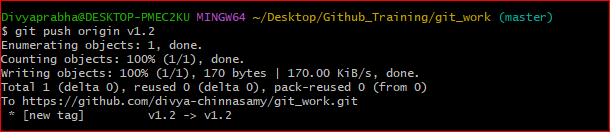 Divyaprabha@DESKTOP-PMEC2KU MINGW64 ~/Desktop/Github_Training/git_work (master)
$ git push origin v1.2
Enumerating objects: 1, done.
Counting objects: 100% (1/1), done.
Writing objects: 100% (1/1), 170 bytes | 170.00 KiB/s, done.
Total 1 (delta 0), reused 0 (delta 0), pack-reused 0 (from 0)
To https://github.com/divya-chinnasamy/git_work.git
 * [new tag]         v1.2 -> v1.2